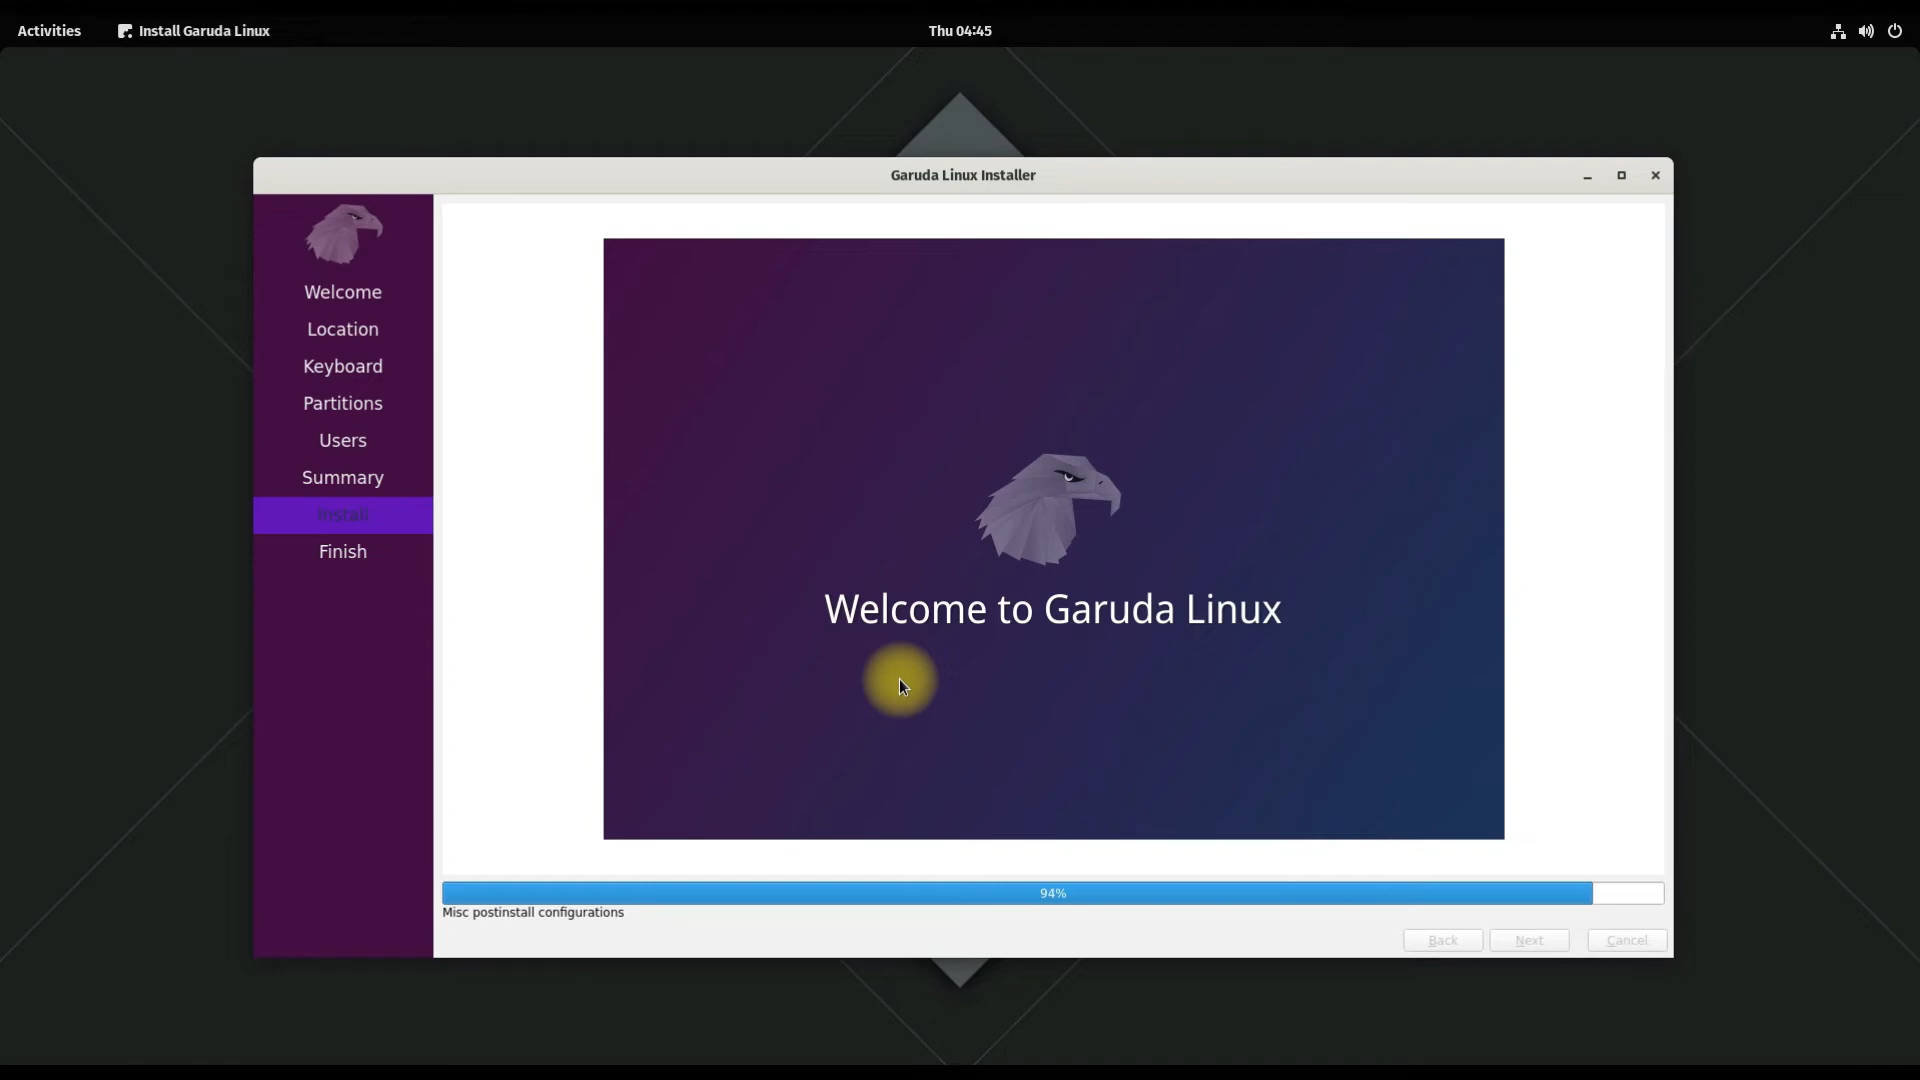 Activities Install Garuda Linux Thu 04:45
Garuda Linux Installer
Welcome
Location
Keyboard
Partitions
Users
Summary
Install
Finish
Welcome to Garuda Linux
94%
Misc postinstall configurations
Back Next Cancel